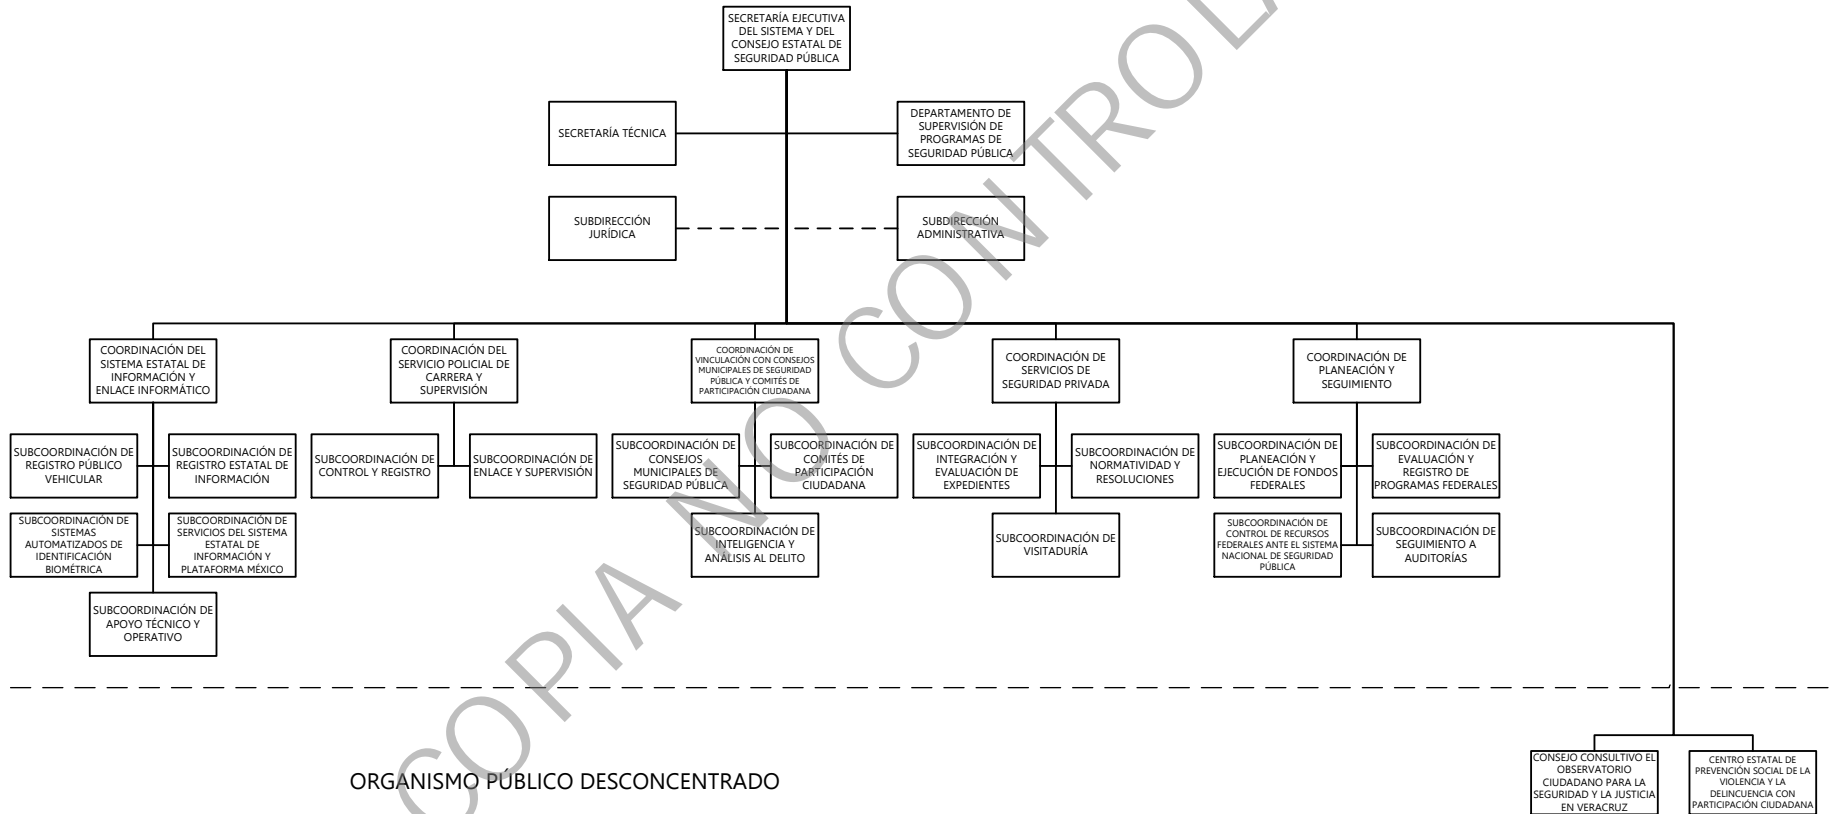 SECRETARÍA EJECUTIVA
DEL SISTEMA Y DEL
CONSEJO ESTATAL DE
SEGURIDAD PÚBLICA
SECRETARÍA TÉCNICA
DEPARTAMENTO DE
SUPERVISIÓN DE
PROGRAMAS DE
SEGURIDAD PÚBLICA
SUBDIRECCIÓN
JURÍDICA
SUBDIRECCIÓN
ADMINISTRATIVA
COORDINACIÓN DEL
SISTEMA ESTATAL DE
INFORMACIÓN Y
ENLACE INFORMÁTICO
COORDINACIÓN DEL
SERVICIO POLICIAL DE
CARRERA Y
SUPERVISIÓN
COORDINACIÓN DE
VINCULACIÓN CON CONSEJOS
MUNICIPALES DE SEGURIDAD
PÚBLICA Y COMITÉS DE
PARTICIPACIÓN CIUDADANA
COORDINACIÓN DE
SERVICIOS DE
SEGURIDAD PRIVADA
COORDINACIÓN DE
PLANEACIÓN Y
SEGUIMIENTO
SUBCOORDINACIÓN DE
REGISTRO PÚBLICO
VEHICULAR
SUBCOORDINACIÓN DE
REGISTRO ESTATAL DE
INFORMACIÓN
SUBCOORDINACIÓN DE
CONTROL Y REGISTRO
SUBCOORDINACIÓN DE
ENLACE Y SUPERVISIÓN
SUBCOORDINACIÓN DE
CONSEJOS
MUNICIPALES DE
SEGURIDAD PÚBLICA
SUBCOORDINACIÓN DE
COMITÉS DE
PARTICIPACIÓN
CIUDADANA
SUBCOORDINACIÓN DE
INTEGRACIÓN Y
EVALUACIÓN DE
EXPEDIENTES
SUBCOORDINACIÓN DE
NORMATIVIDAD Y
RESOLUCIONES
SUBCOORDINACIÓN DE
PLANEACIÓN Y
EJECUCIÓN DE FONDOS
FEDERALES
SUBCOORDINACIÓN DE
EVALUACIÓN Y
REGISTRO DE
PROGRAMAS FEDERALES
SUBCOORDINACIÓN DE
SISTEMAS
AUTOMATIZADOS DE
IDENTIFICACIÓN
BIOMÉTRICA
SUBCOORDINACIÓN DE
SERVICIOS DEL SISTEMA
ESTATAL DE
INFORMACIÓN Y
PLATAFORMA MÉXICO
SUBCOORDINACIÓN DE
INTELIGENCIA Y
ANÁLISIS AL DELITO
SUBCOORDINACIÓN DE
VISITADURÍA
SUBCOORDINACIÓN DE
CONTROL DE RECURSOS
FEDERALES ANTE EL SISTEMA
NACIONAL DE SEGURIDAD
PÚBLICA
SUBCOORDINACIÓN DE
SEGUIMIENTO A
AUDITORÍAS
SUBCOORDINACIÓN DE
APOYO TÉCNICO Y
OPERATIVO
ORGANISMO PÚBLICO DESCONCENTRADO
CONSEJO CONSULTIVO EL
OBSERVATORIO
CIUDADANO PARA LA
SEGURIDAD Y LA JUSTICIA
EN VERACRUZ
CENTRO ESTATAL DE
PREVENCIÓN SOCIAL DE LA
VIOLENCIA Y LA
DELINCUENCIA CON
PARTICIPACIÓN CIUDADANA
COPIA NO CONTROLA